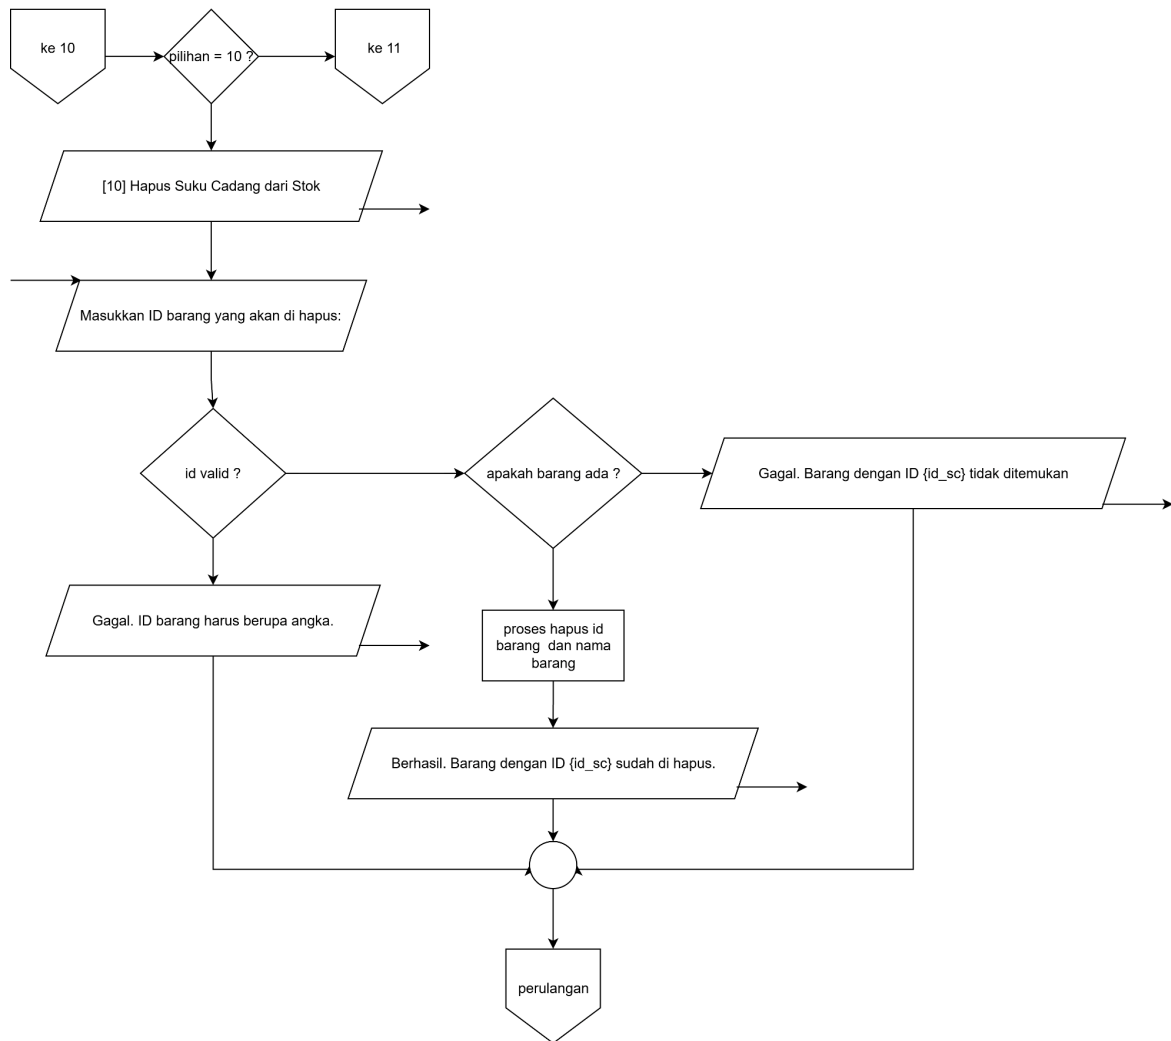 ke 10
pilihan = 10 ?
ke 11
[10] Hapus Suku Cadang dari Stok
Masukkan ID barang yang akan di hapus:
id valid ?
apakah barang ada ?
Gagal. Barang dengan ID {id_sc} tidak ditemukan
Gagal. ID barang harus berupa angka.
proses hapus id
barang dan nama
barang
Berhasil. Barang dengan ID {id_sc} sudah di hapus.
perulangan